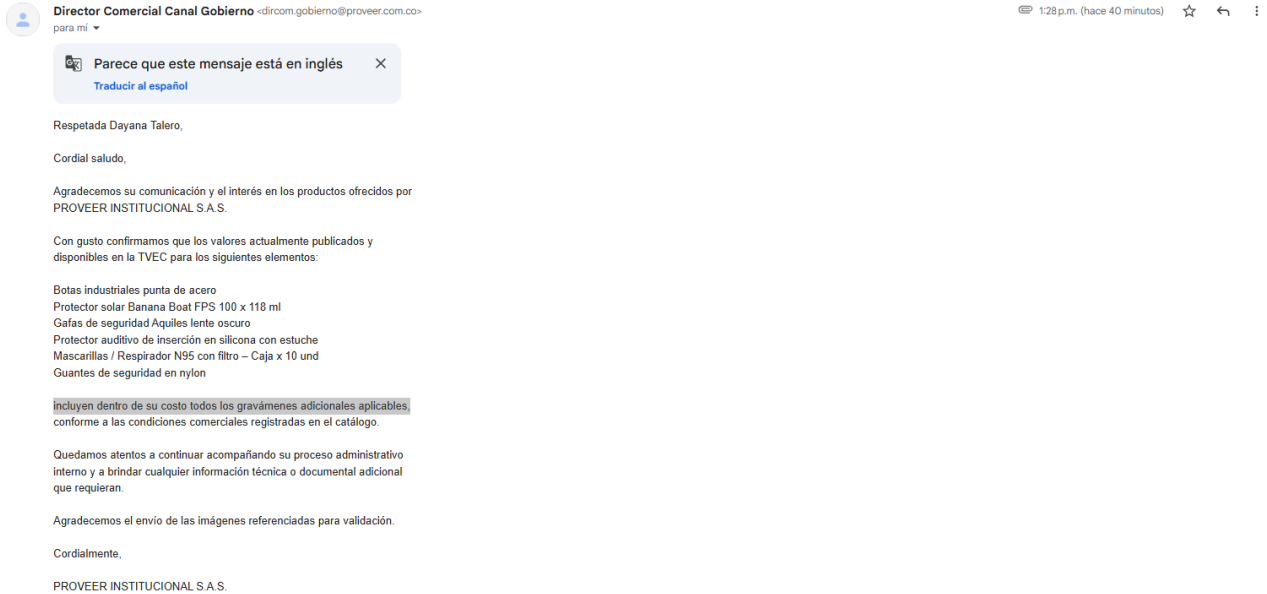 Director Comercial Canal Gobierno <dircom.gobierno@proveer.com.co>
1:28 p.m. (hace 40 minutos)
para mí
Parece que este mensaje está en inglés
Traducir al español
Respetada Dayana Talero,
Cordial saludo,
Agradecemos su comunicación y el interés en los productos ofrecidos por
PROVEER INSTITUCIONAL S.A.S.
Con gusto confirmamos que los valores actualmente publicados y
disponibles en la TVEC para los siguientes elementos:
Botas industriales punta de acero
Protector solar Banana Boat FPS 100 x 118 ml
Gafas de seguridad Aquiles lente oscuro
Protector auditivo de inserción en silicona con estuche
Mascarillas / Respirador N95 con filtro – Caja x 10 und
Guantes de seguridad en nylon
incluyen dentro de su costo todos los gravámenes adicionales aplicables,
conforme a las condiciones comerciales registradas en el catálogo.
Quedamos atentos a continuar acompañando su proceso administrativo
interno y a brindar cualquier información técnica o documental adicional
que requieran.
Agradecemos el envío de las imágenes referenciadas para validación.
Cordialmente,
PROVEER INSTITUCIONAL S.A.S.